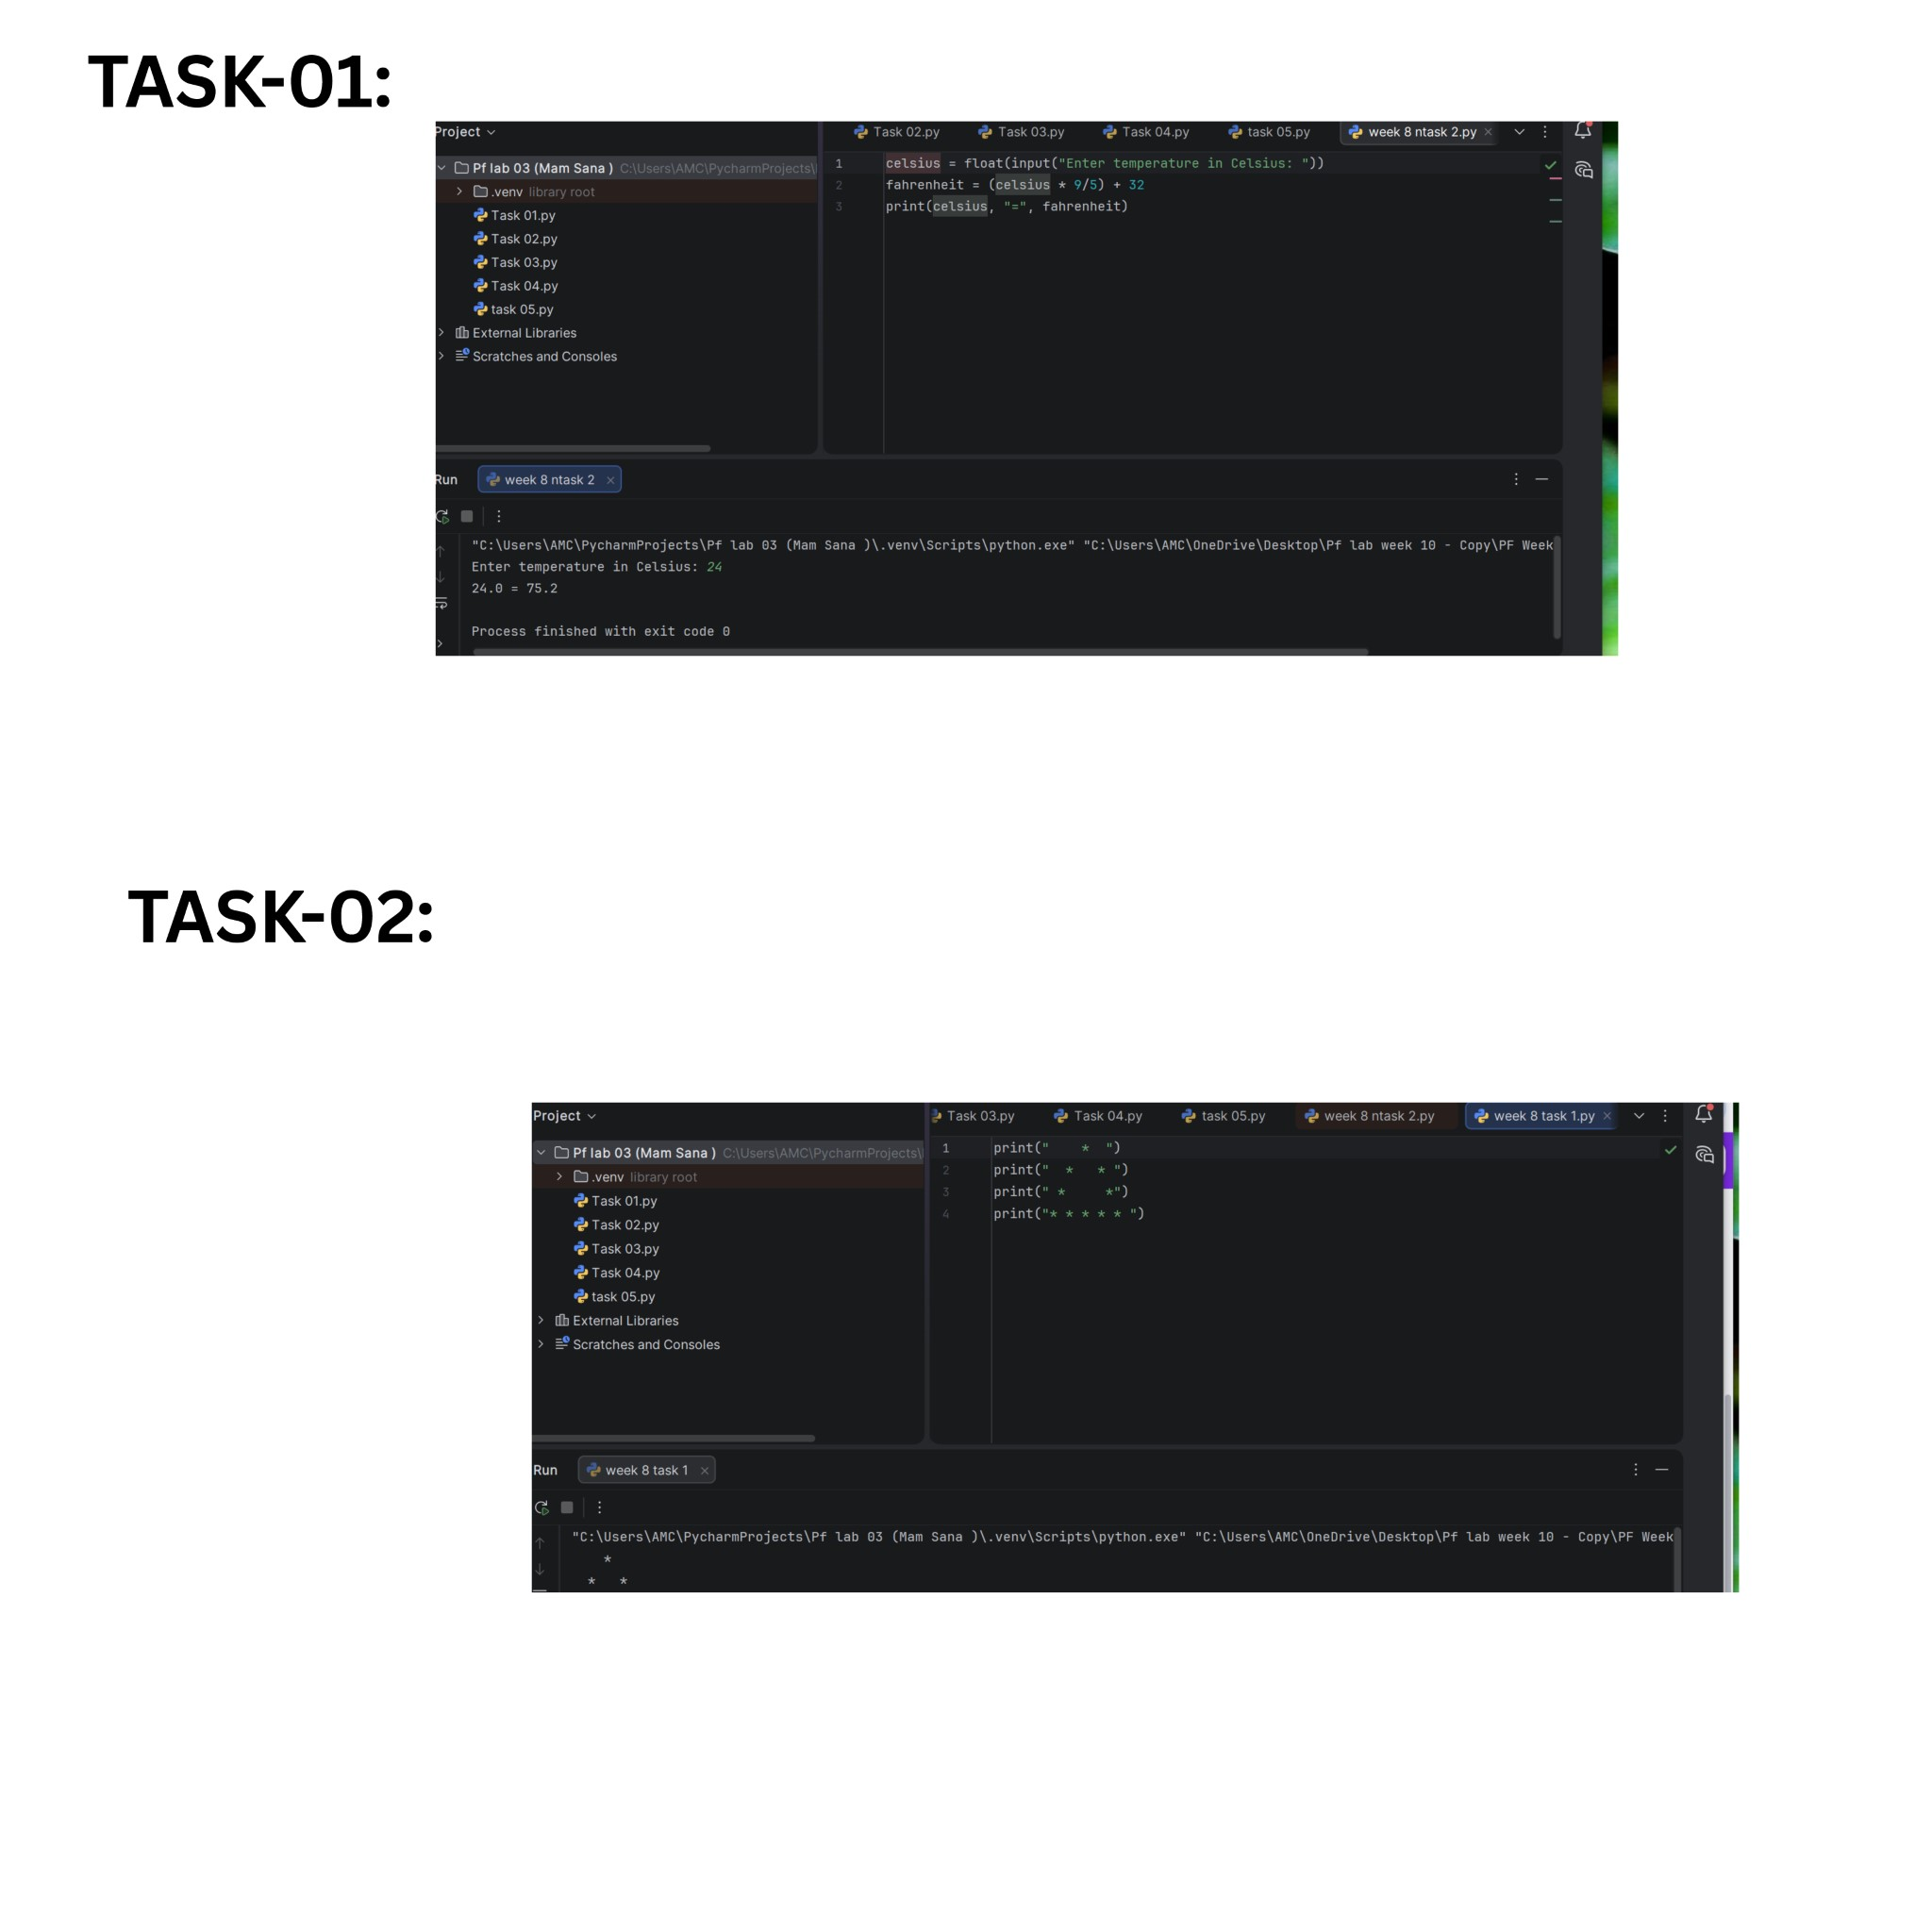 TASK-01:
Project
Task 02.py Task 03.py Task 04.py task 05.py week 8 ntask 2.py
Pf lab 03 (Mam Sana ) C:\Users\AMC\PycharmProjects\
.venv library root
Task 01.py
Task 02.py
Task 03.py
Task 04.py
task 05.py
External Libraries
Scratches and Consoles
1 celsius = float(input("Enter temperature in Celsius: "))
2 fahrenheit = (celsius * 9/5) + 32
3 print(celsius, "=", fahrenheit)
Run week 8 ntask 2
"C:\Users\AMC\PycharmProjects\Pf lab 03 (Mam Sana )\.venv\Scripts\python.exe" "C:\Users\AMC\OneDrive\Desktop\Pf lab week 10 - Copy\PF Week
Enter temperature in Celsius: 24
24.0 = 75.2
Process finished with exit code 0
TASK-02:
Project
Task 03.py Task 04.py task 05.py week 8 ntask 2.py week 8 task 1.py
Pf lab 03 (Mam Sana ) C:\Users\AMC\PycharmProjects\
.venv library root
Task 01.py
Task 02.py
Task 03.py
Task 04.py
task 05.py
External Libraries
Scratches and Consoles
1 print("    *  ")
2 print("  *   * ")
3 print(" *     *")
4 print("* * * * * ")
Run week 8 task 1
"C:\Users\AMC\PycharmProjects\Pf lab 03 (Mam Sana )\.venv\Scripts\python.exe" "C:\Users\AMC\OneDrive\Desktop\Pf lab week 10 - Copy\PF Week
    *
  *   *